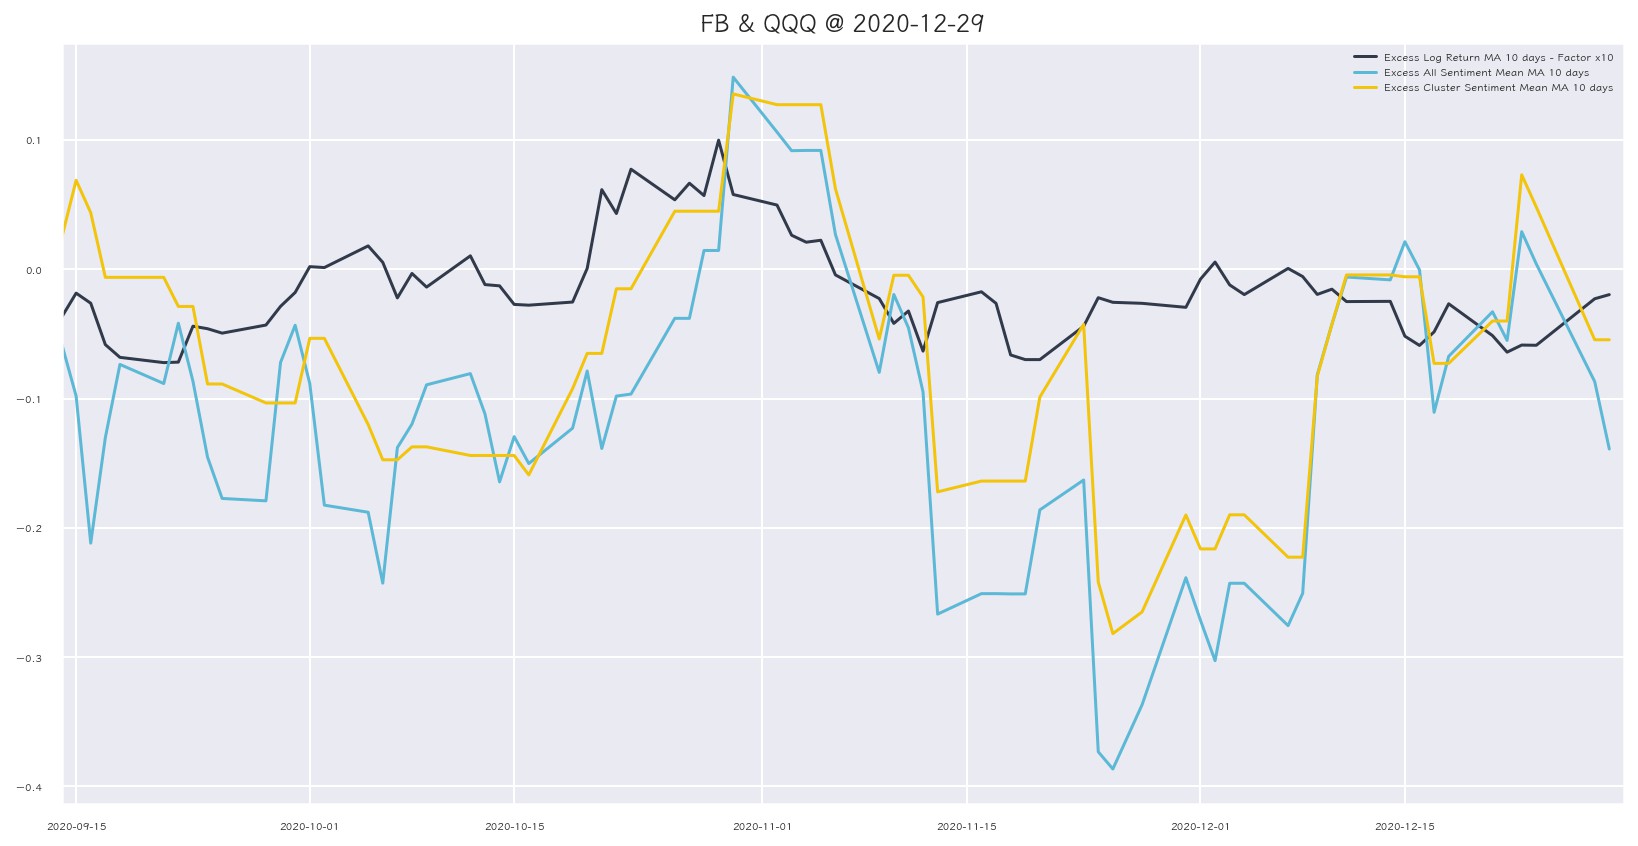 FB & QQQ @ 2020-12-29
Excess Log Return MA 10 days - Factor x10
Excess All Sentiment Mean MA 10 days
Excess Cluster Sentiment Mean MA 10 days
0.1
0.0
−0.1
−0.2
−0.3
−0.4
2020-09-15 2020-10-01 2020-10-15 2020-11-01 2020-11-15 2020-12-01 2020-12-15